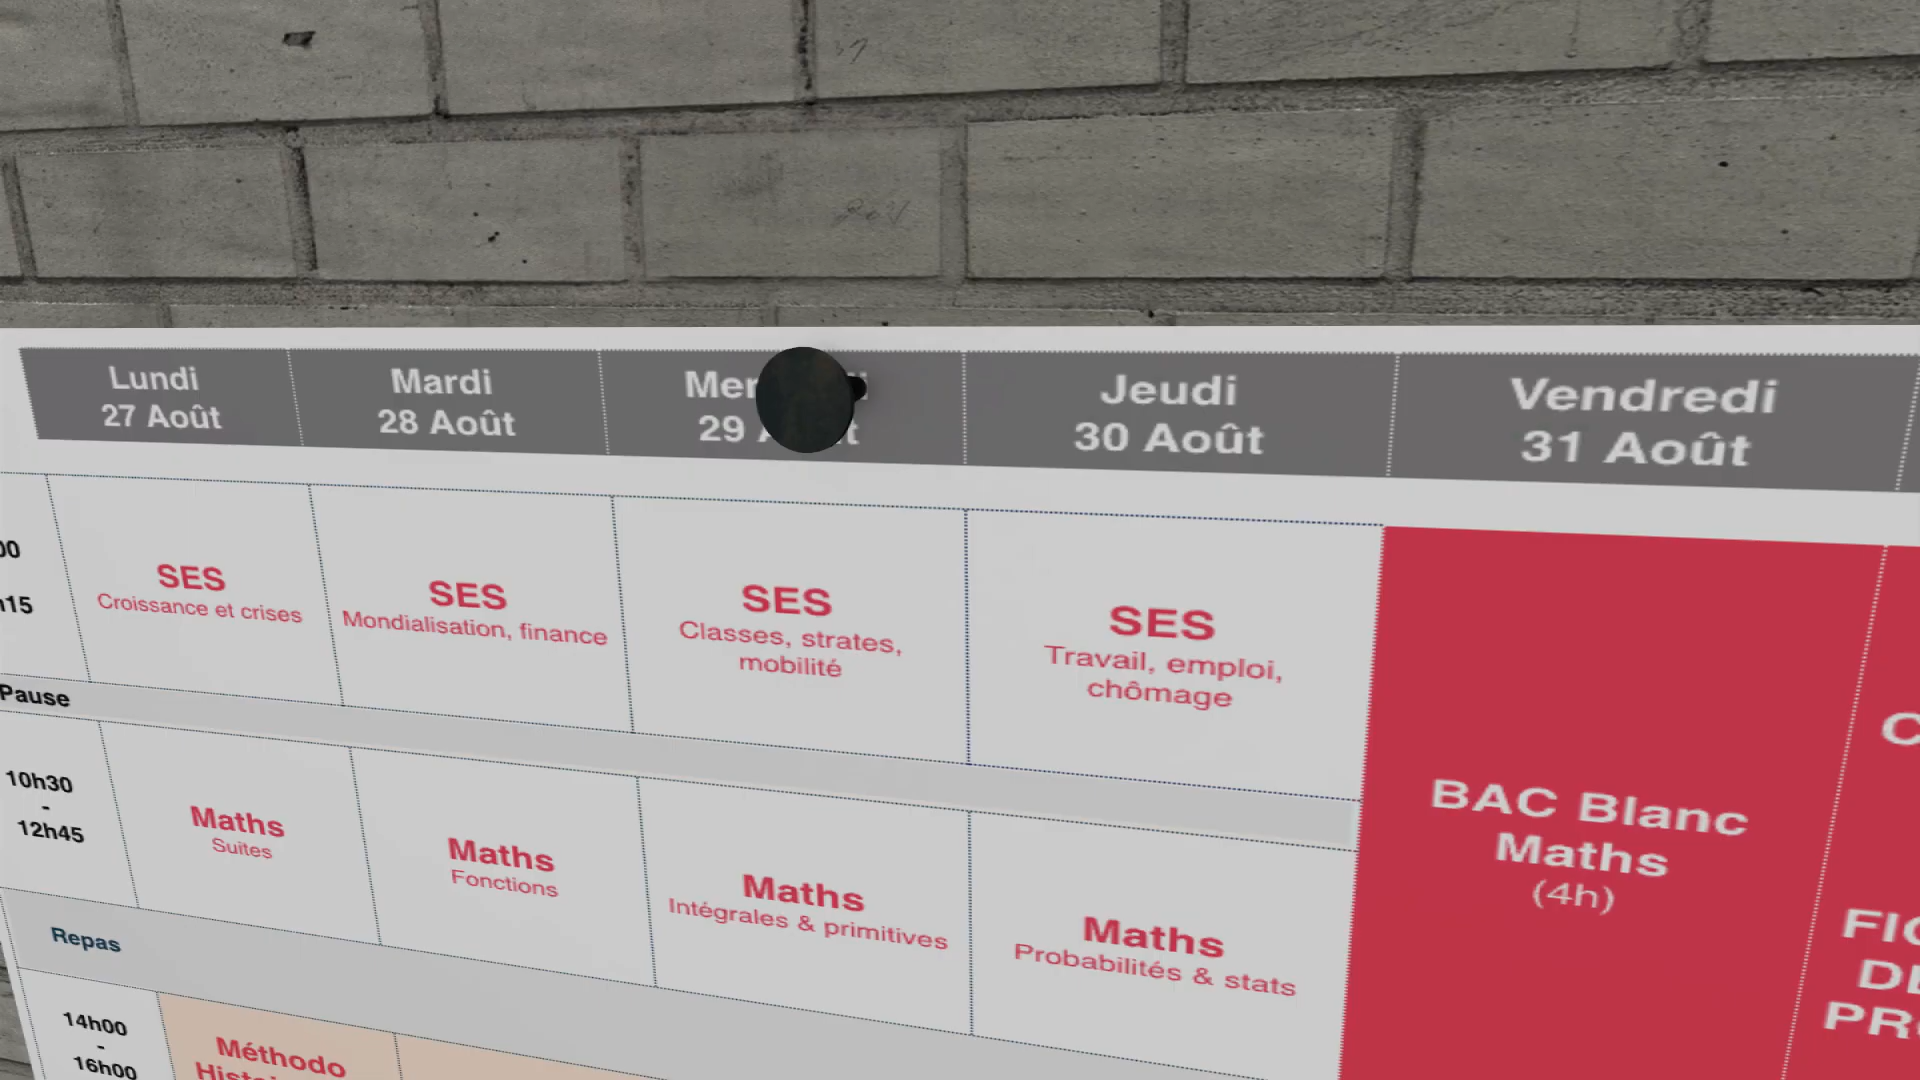 Lundi
27 Août
Mardi
28 Août
29
Jeudi
30 Août
Vendredi
31 Août
SES
Croissance et crises
SES
Mondialisation, finance
SES
Classes, strates,
mobilité
SES
Travail, emploi,
chômage
Pause
10h30
-
12h45
Maths
Suites
Maths
Fonctions
Maths
Intégrales & primitives
Maths
Probabilités & stats
BAC Blanc
Maths
(4h)
Repas
14h00
-
16h00
Méthodo